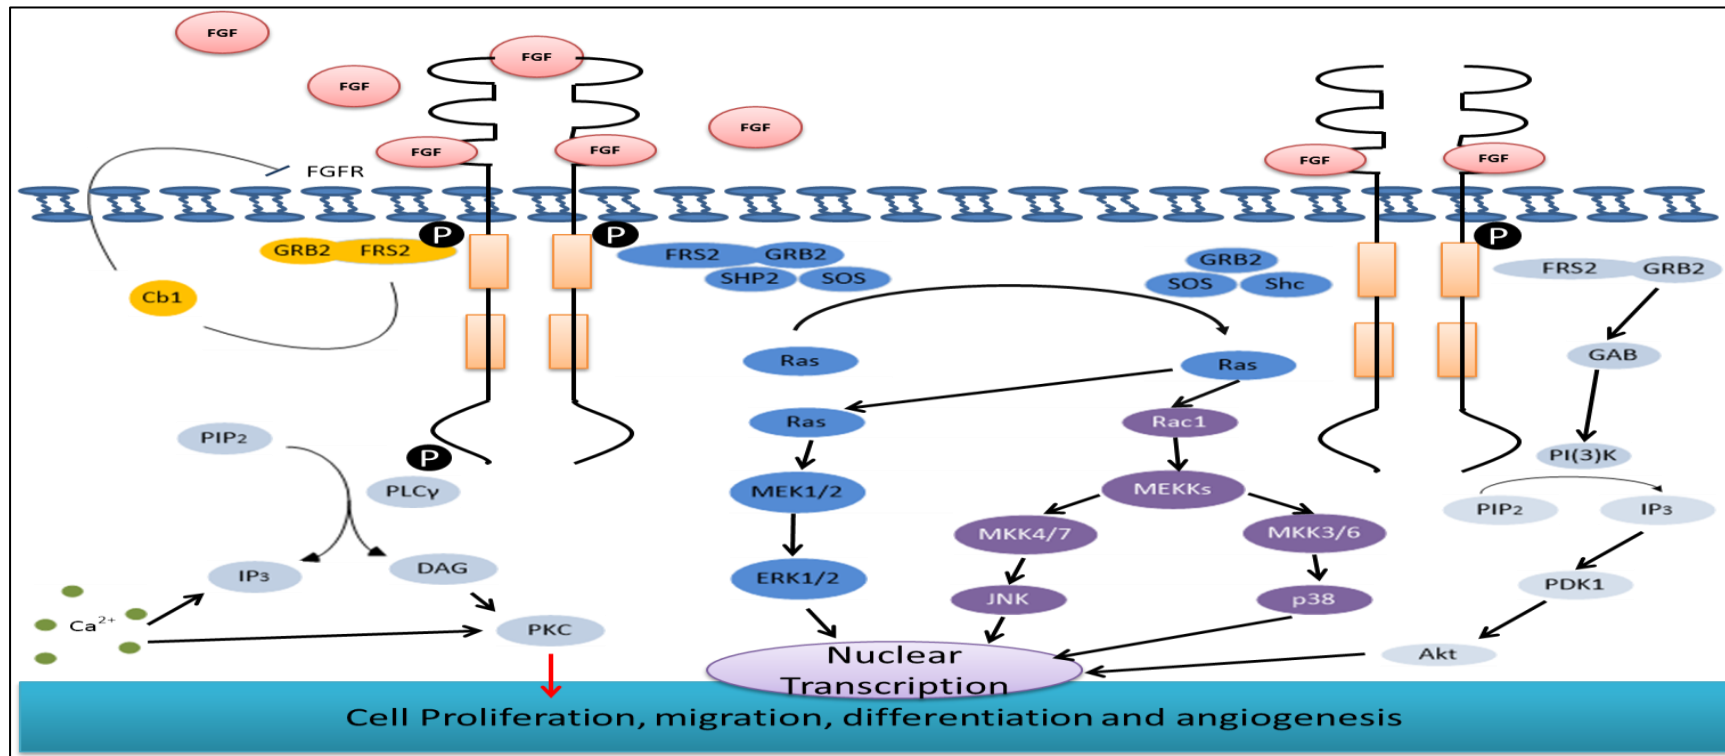 FGF
FGF
FGF
FGF
FGF
FGF
FGF
FGF
FGFR
P
P
P
GRB2
FRS2
FRS2
GRB2
SHP2
SOS
GRB2
SOS
Shc
FRS2
GRB2
Cb1
Ras
Ras
GAB
Ras
Rac1
PIP2
P
PLCγ
MEK1/2
MEKKs
PI(3)K
PIP2
IP3
MKK4/7
MKK3/6
IP3
DAG
ERK1/2
JNK
p38
PDK1
Ca2+
PKC
Akt
Nuclear
Transcription
Cell Proliferation, migration, differentiation and angiogenesis